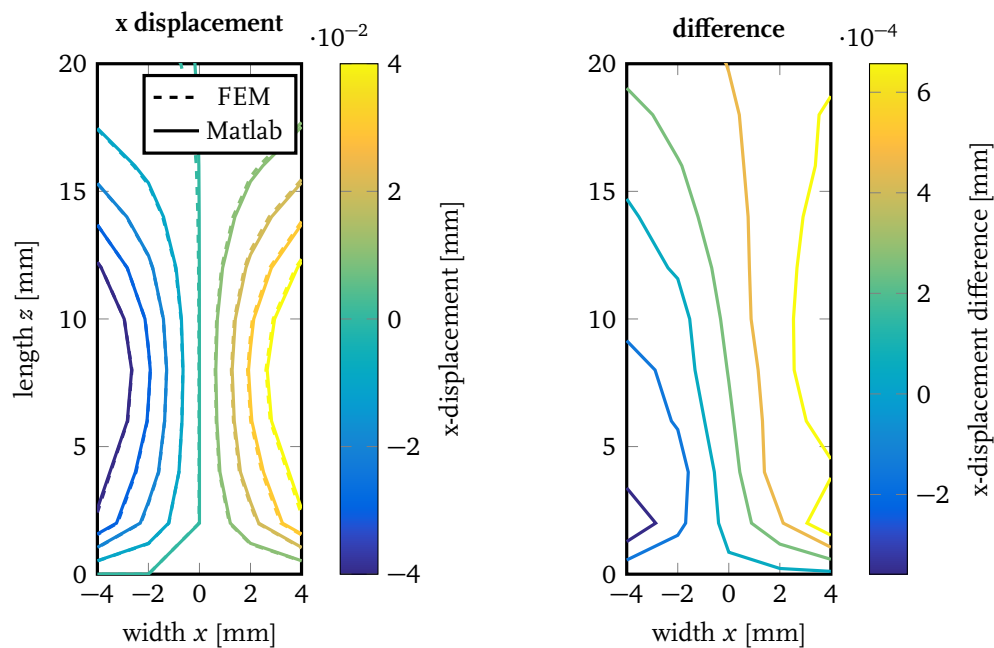 x displacement
·10⁻²
difference
·10⁻⁴
20
15
10
5
0
−4 −2 0 2 4
width x [mm]
length z [mm]
FEM
Matlab
4
2
0
−2
−4
x-displacement [mm]
20
15
10
5
0
−4 −2 0 2 4
width x [mm]
6
4
2
0
−2
x-displacement difference [mm]